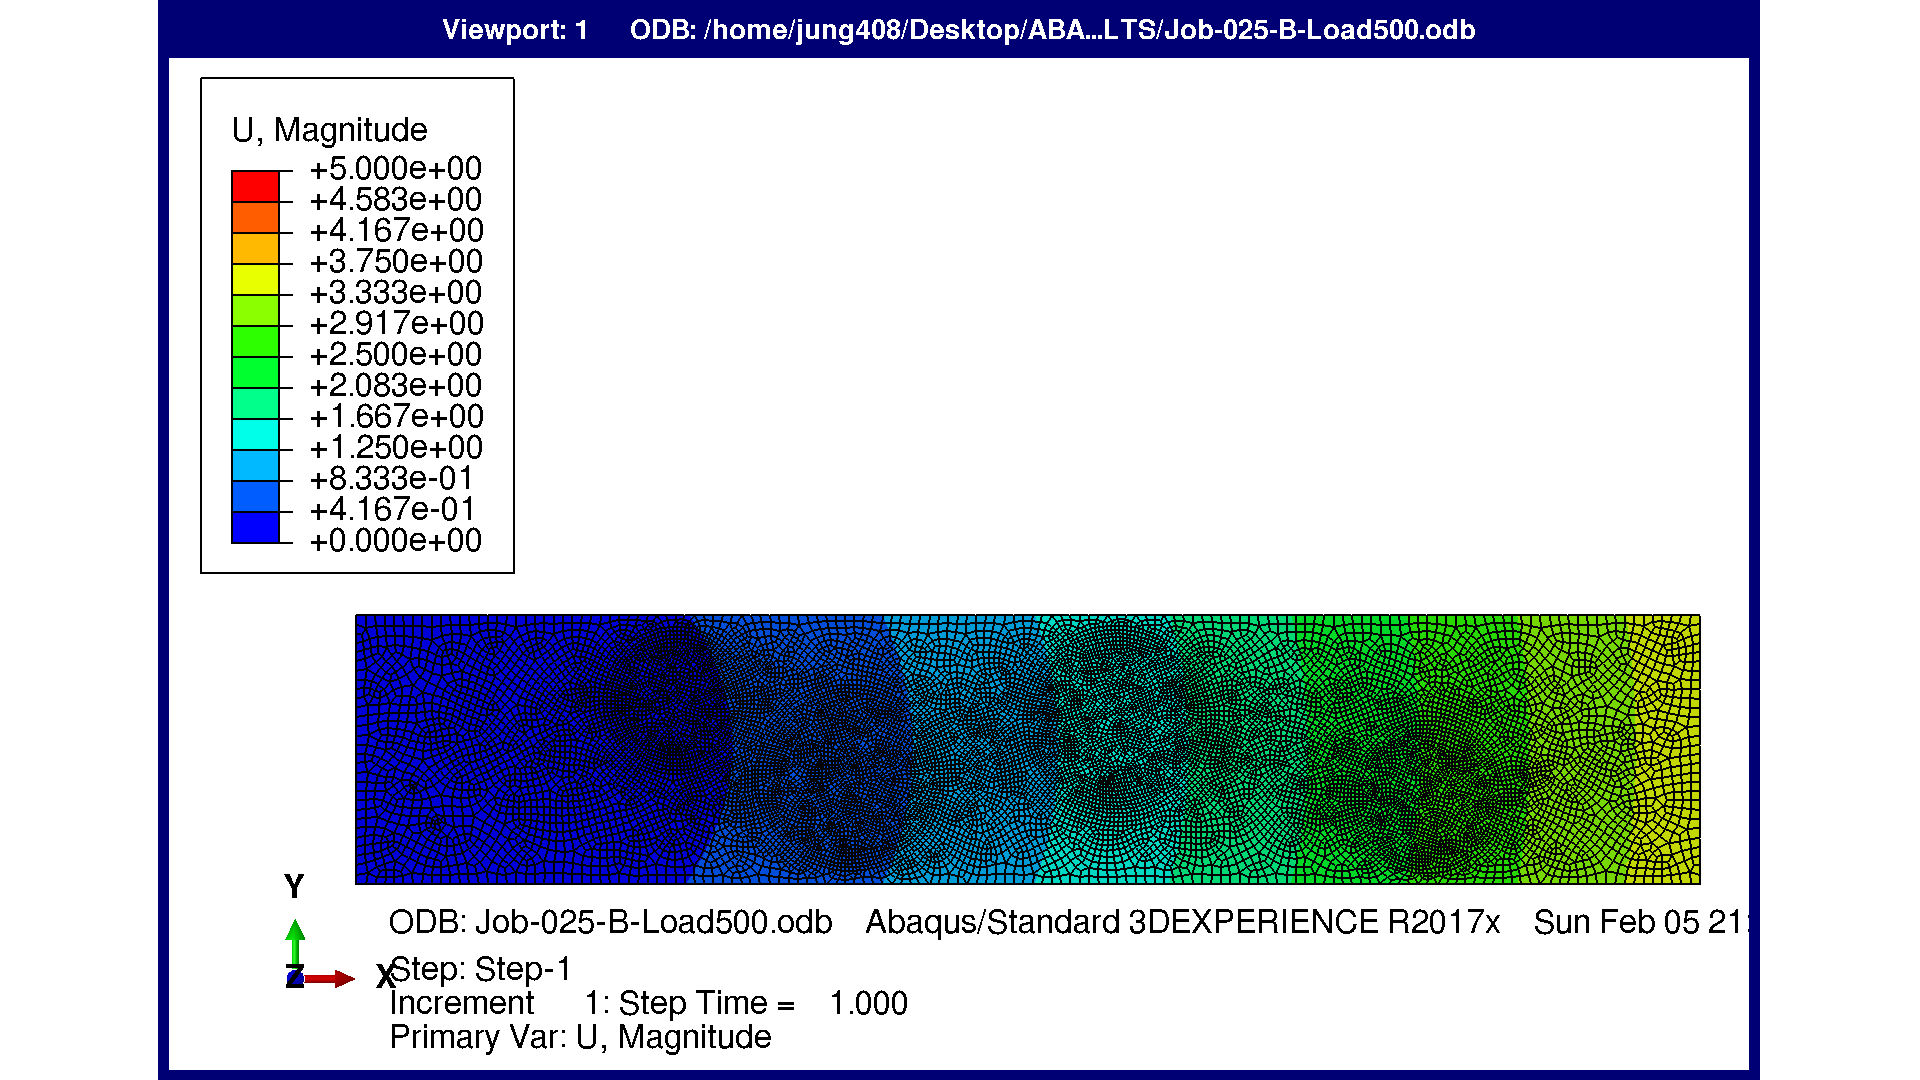 Viewport: 1 ODB: /home/jung408/Desktop/ABA...LTS/Job-025-B-Load500.odb
U, Magnitude
+5.000e+00
+4.583e+00
+4.167e+00
+3.750e+00
+3.333e+00
+2.917e+00
+2.500e+00
+2.083e+00
+1.667e+00
+1.250e+00
+8.333e-01
+4.167e-01
+0.000e+00
Y
Z
X
ODB: Job-025-B-Load500.odb Abaqus/Standard 3DEXPERIENCE R2017x Sun Feb 05 21:
Step: Step-1
Increment 1: Step Time = 1.000
Primary Var: U, Magnitude